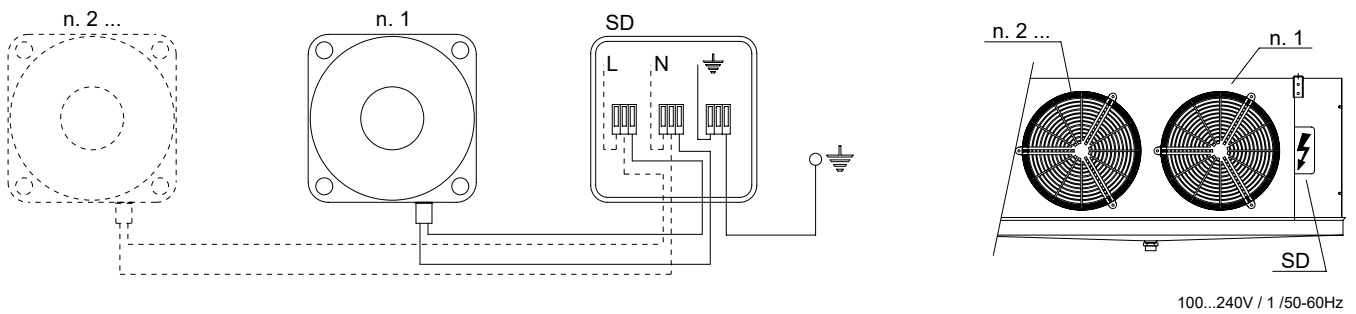 n. 2 ...
n. 1
SD
L
N
n. 2 ...
n. 1
SD
100...240V / 1 /50-60Hz